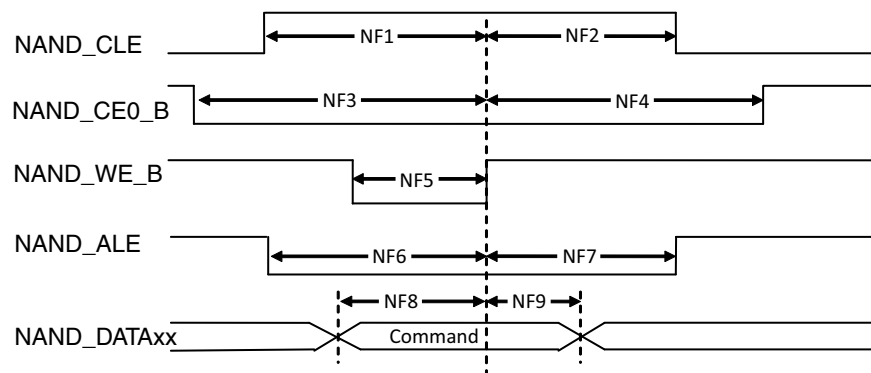 NAND_CLE
NF1
NF2
NAND_CE0_B
NF3
NF4
NAND_WE_B
NF5
NAND_ALE
NF6
NF7
NF8
NF9
NAND_DATAxx
Command